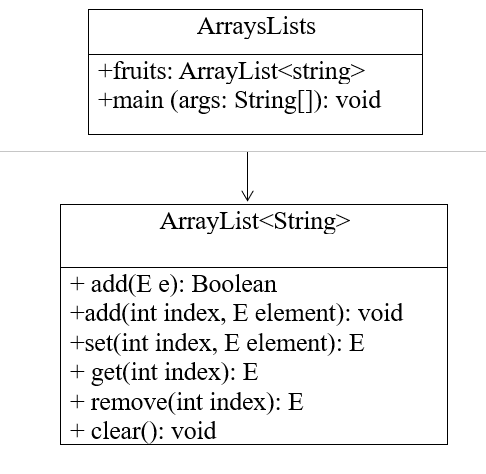 ArraysLists
+fruits: ArrayList<string>
+main (args: String[]): void
ArrayList<String>
+ add(E e): Boolean
+add(int index, E element): void
+set(int index, E element): E
+ get(int index): E
+ remove(int index): E
+ clear(): void